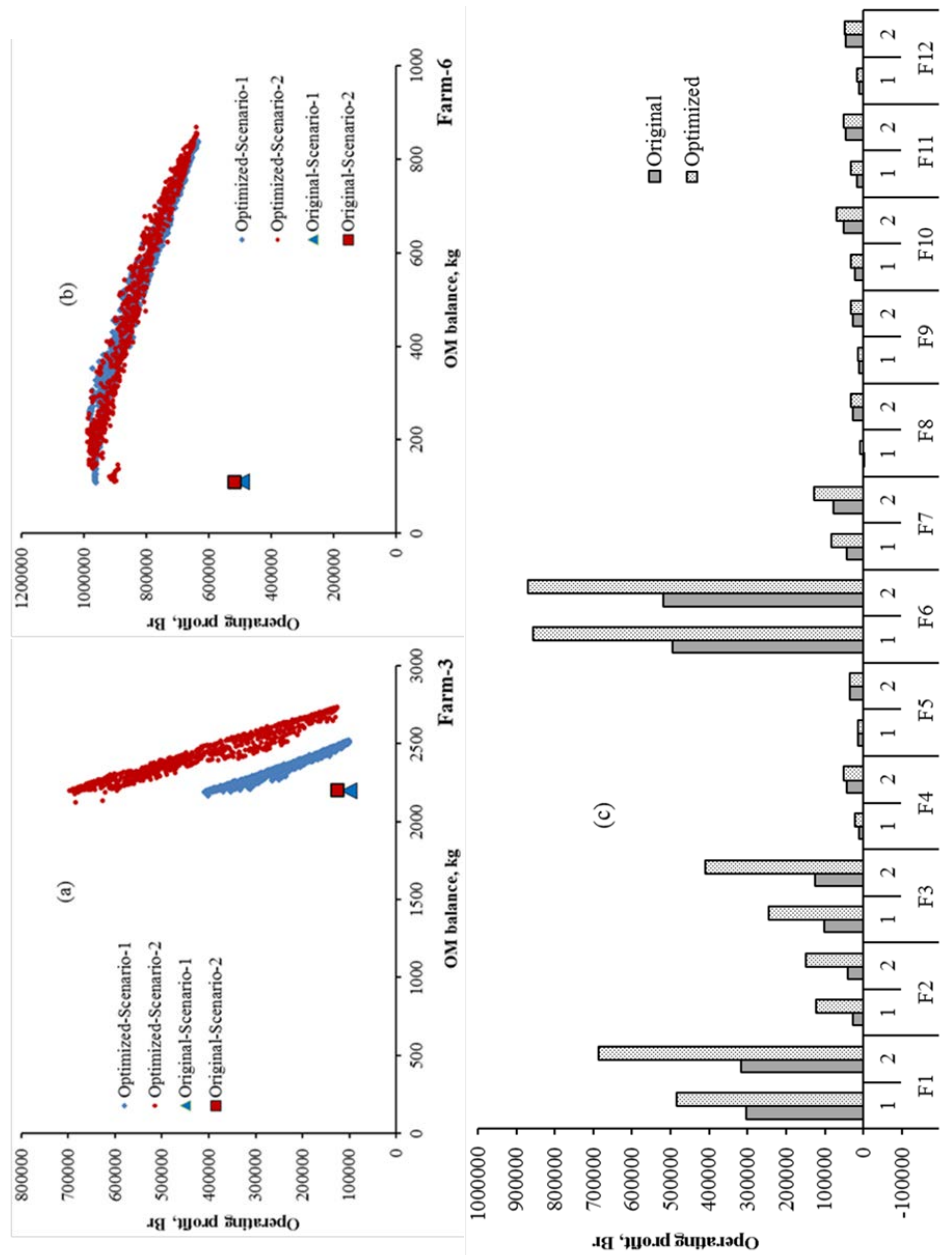 (a)
Operating profit, Br
700000
600000
500000
400000
300000
200000
100000
0
0
500
1000
1500
2000
2500
3000
OM balance, kg
Farm-3
Optimized-Scenario-1
Optimized-Scenario-2
Original-Scenario-1
Original-Scenario-2
(b)
Operating profit, Br
1200000
1000000
800000
600000
400000
200000
0
0
200
400
600
800
1000
OM balance, kg
Farm-6
Optimized-Scenario-1
Optimized-Scenario-2
Original-Scenario-1
Original-Scenario-2
(c)
Operating profit, Br
1000000
900000
800000
700000
600000
500000
400000
300000
200000
100000
0
-100000
Original
Optimized
1 2 1 2 1 2 1 2 1 2 1 2 1 2 1 2 1 2 1 2 1 2 1 2
F1 F2 F3 F4 F5 F6 F7 F8 F9 F10 F11 F12